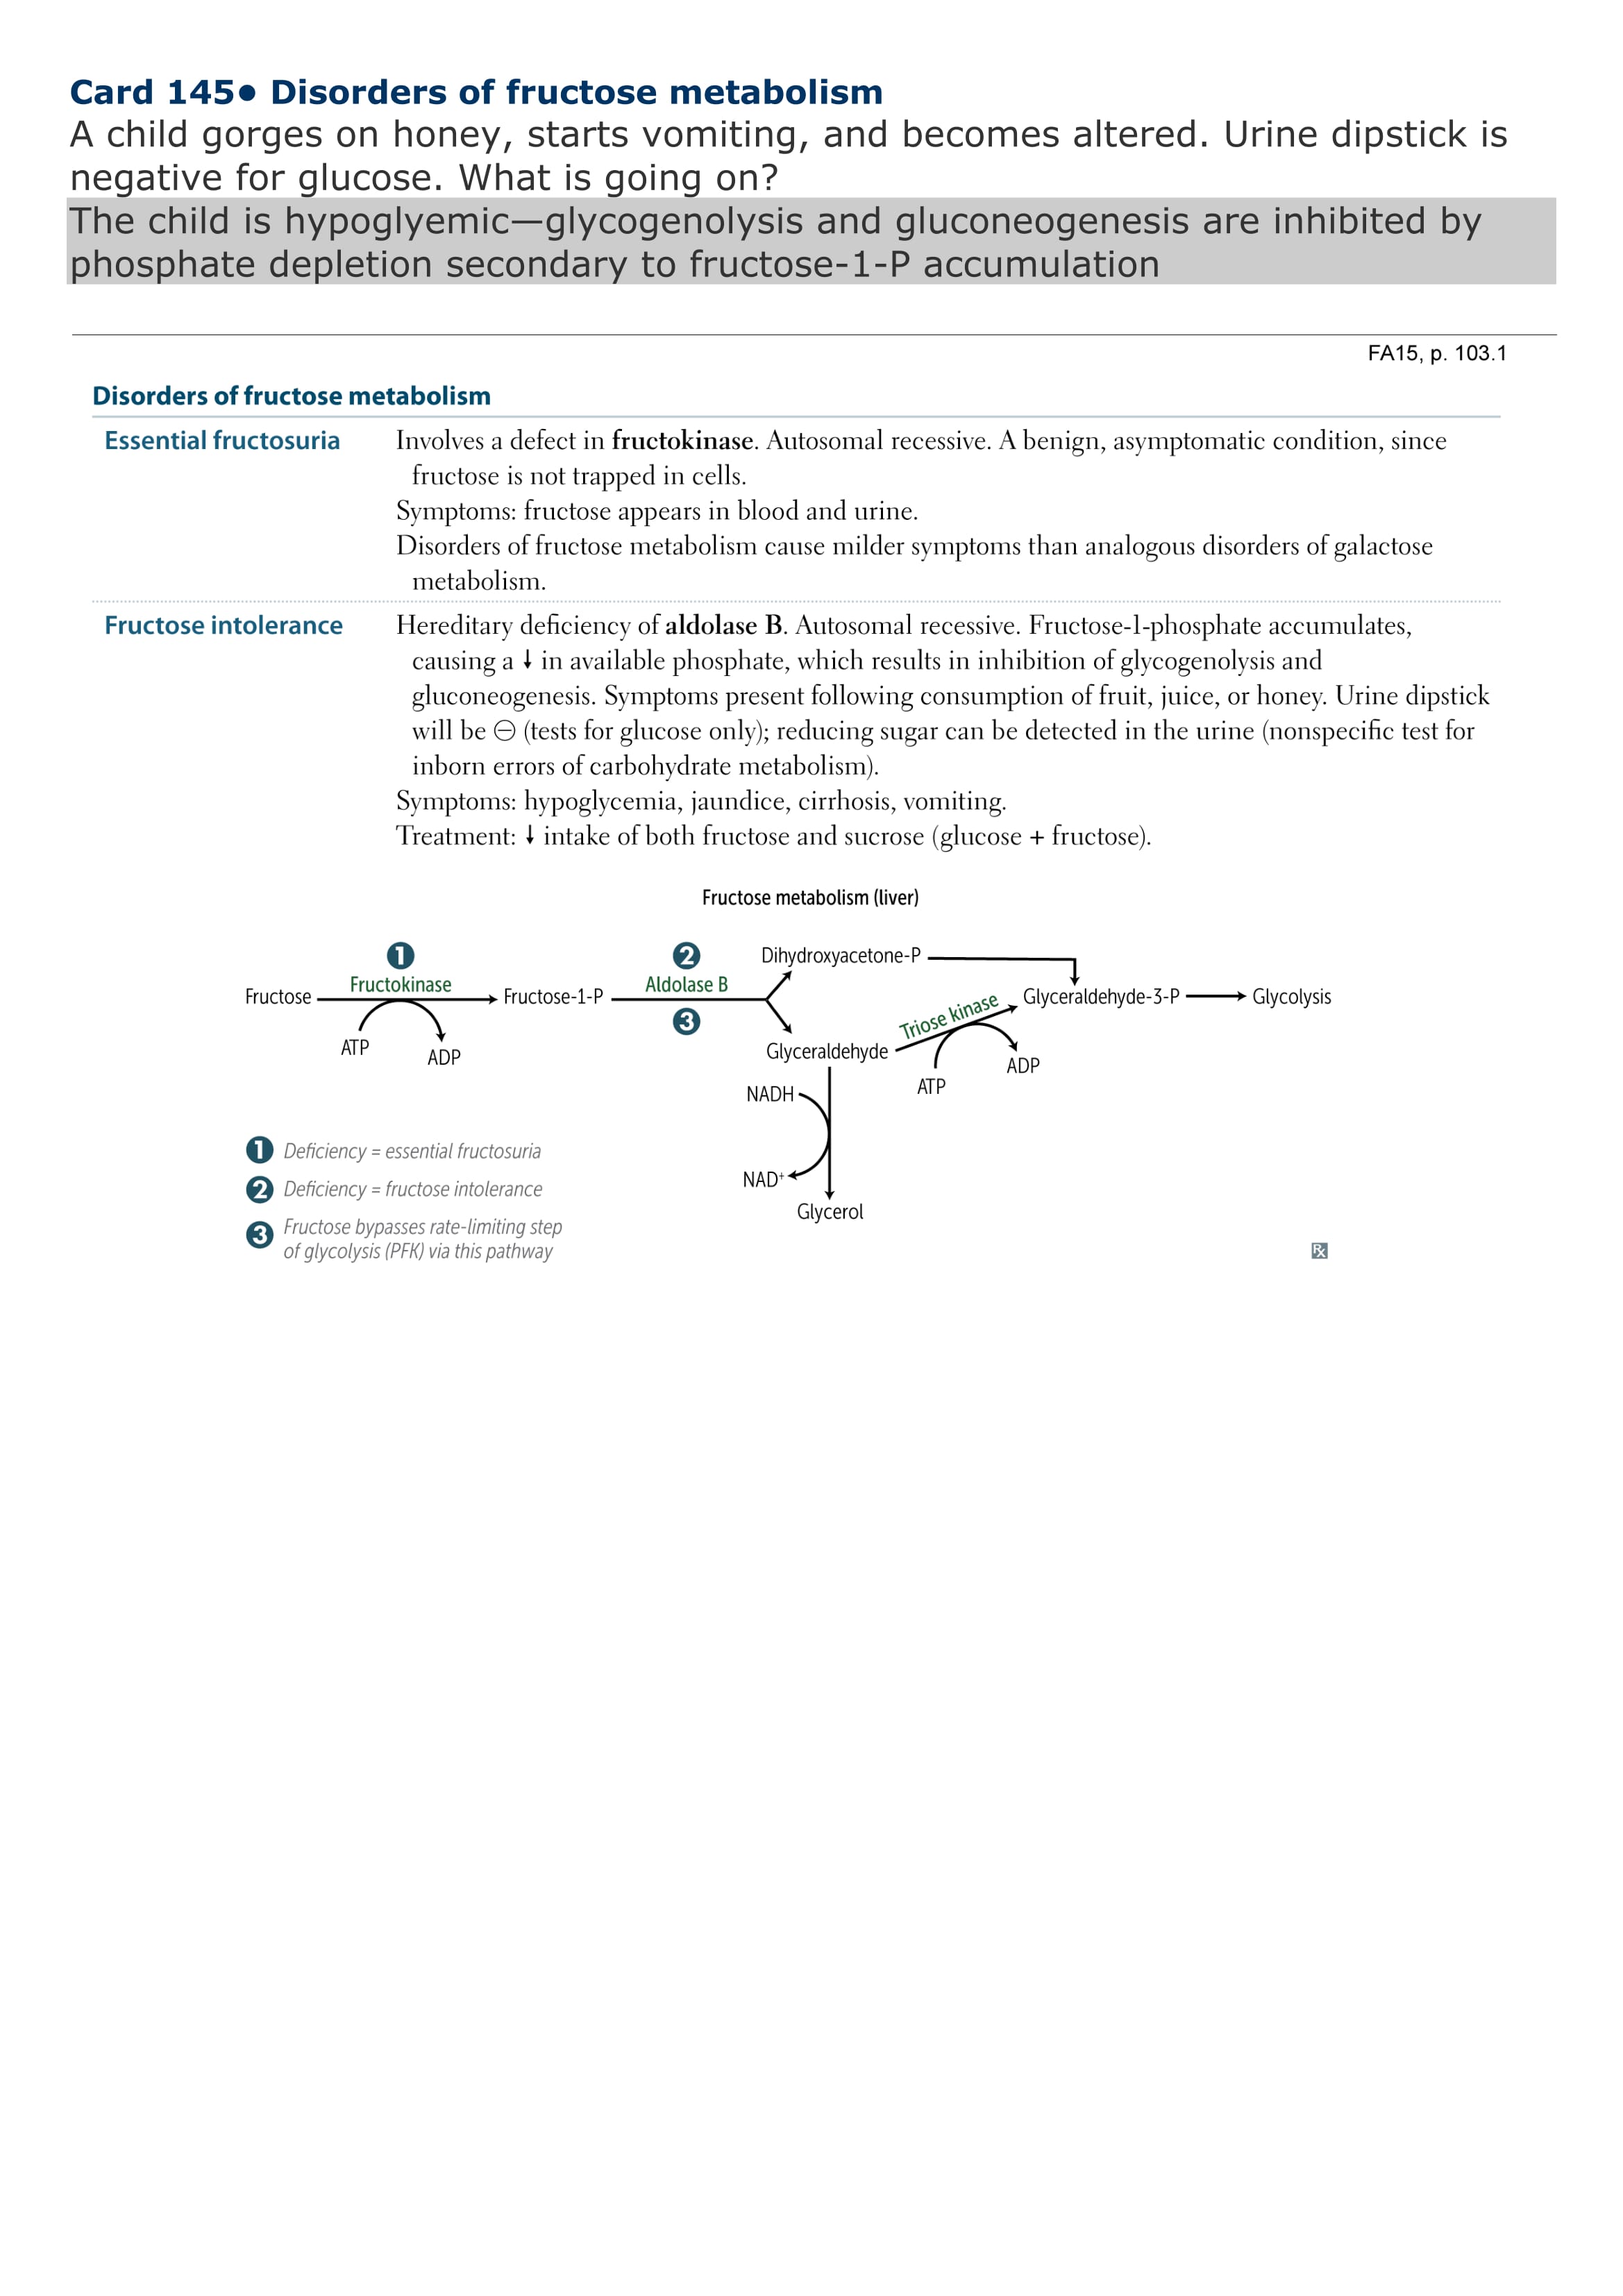 Card 145• Disorders of fructose metabolism
A child gorges on honey, starts vomiting, and becomes altered. Urine dipstick is
negative for glucose. What is going on?
The child is hypoglyemic—glycogenolysis and gluconeogenesis are inhibited by
phosphate depletion secondary to fructose-1-P accumulation
FA15, p. 103.1
Disorders of fructose metabolism
Essential fructosuria
Involves a defect in fructokinase. Autosomal recessive. A benign, asymptomatic condition, since
fructose is not trapped in cells.
Symptoms: fructose appears in blood and urine.
Disorders of fructose metabolism cause milder symptoms than analogous disorders of galactose
metabolism.
Fructose intolerance
Hereditary deficiency of aldolase B. Autosomal recessive. Fructose-1-phosphate accumulates,
causing a ↓ in available phosphate, which results in inhibition of glycogenolysis and
gluconeogenesis. Symptoms present following consumption of fruit, juice, or honey. Urine dipstick
will be ⊖ (tests for glucose only); reducing sugar can be detected in the urine (nonspecific test for
inborn errors of carbohydrate metabolism).
Symptoms: hypoglycemia, jaundice, cirrhosis, vomiting.
Treatment: ↓ intake of both fructose and sucrose (glucose + fructose).
Fructose metabolism (liver)
1
Fructokinase
Fructose
ATP
ADP
Fructose-1-P
2
Aldolase B
3
Dihydroxyacetone-P
Glyceraldehyde
Triose kinase
ATP
ADP
Glyceraldehyde-3-P
Glycolysis
NADH
NAD+
Glycerol
1 Deficiency = essential fructosuria
2 Deficiency = fructose intolerance
3 Fructose bypasses rate-limiting step
of glycolysis (PFK) via this pathway
Rx